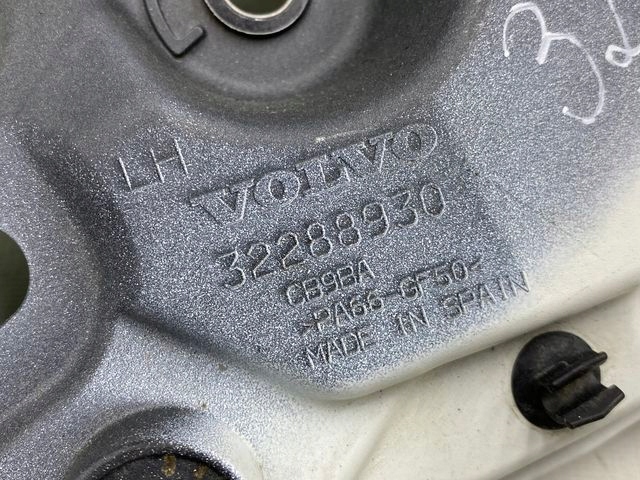 LH
VOLVO
32288930
CB9BA
>PA66-GF50<
MADE IN SPAIN